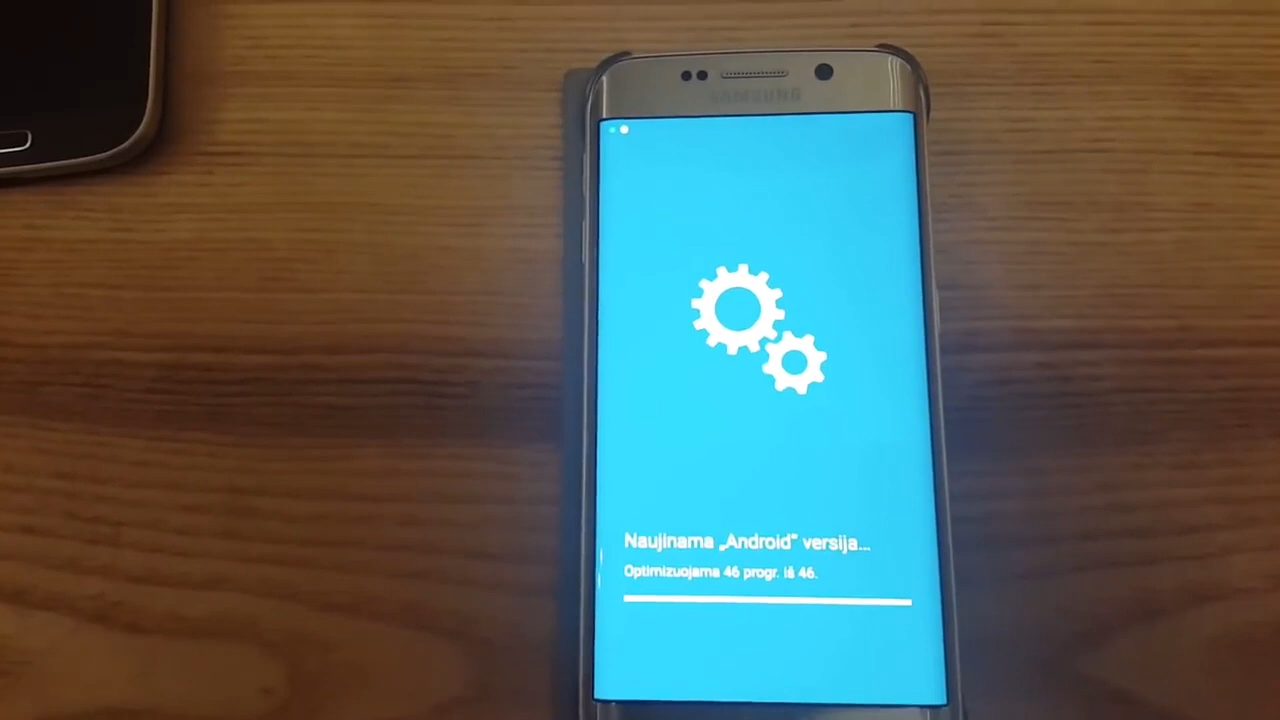 SAMSUNG
Naujinama „Android“ versija...
Optimizuojama 46 progr. iš 46.